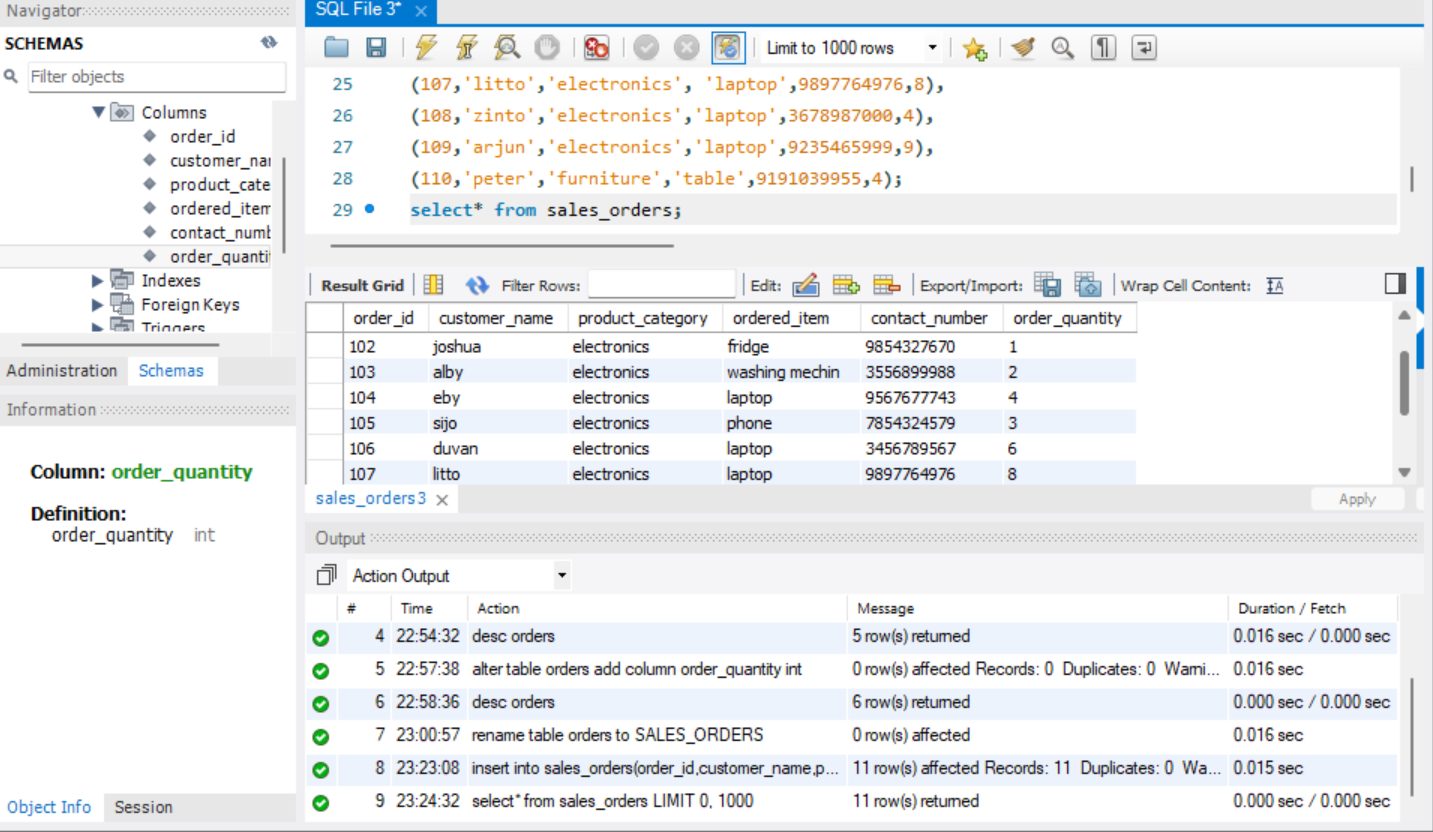 Navigator
SCHEMAS
Filter objects
Columns
order_id
customer_nar
product_cate
ordered_item
contact_numb
order_quanti
Indexes
Foreign Keys
Triggers
Administration Schemas
Information
Column: order_quantity
Definition:
order_quantity int
Object Info Session
SQL File 3*
Limit to 1000 rows
25 (107,'litto','electronics', 'laptop',9897764976,8),
26 (108,'zinto','electronics','laptop',3678987000,4),
27 (109,'arjun','electronics','laptop',9235465999,9),
28 (110,'peter','furniture','table',9191039955,4);
29 select* from sales_orders;
Result Grid Filter Rows: Edit: Export/Import: Wrap Cell Content:
order_id customer_name product_category ordered_item contact_number order_quantity
102 joshua electronics fridge 9854327670 1
103 alby electronics washing mechin 3556899988 2
104 eby electronics laptop 9567677743 4
105 sijo electronics phone 7854324579 3
106 duvan electronics laptop 3456789567 6
107 litto electronics laptop 9897764976 8
sales_orders3 Apply
Output
Action Output
# Time Action Message Duration / Fetch
4 22:54:32 desc orders 5 row(s) returned 0.016 sec / 0.000 sec
5 22:57:38 alter table orders add column order_quantity int 0 row(s) affected Records: 0 Duplicates: 0 Warni... 0.016 sec
6 22:58:36 desc orders 6 row(s) returned 0.000 sec / 0.000 sec
7 23:00:57 rename table orders to SALES_ORDERS 0 row(s) affected 0.016 sec
8 23:23:08 insert into sales_orders(order_id,customer_name,p... 11 row(s) affected Records: 11 Duplicates: 0 Wa... 0.015 sec
9 23:24:32 select* from sales_orders LIMIT 0, 1000 11 row(s) returned 0.000 sec / 0.000 sec